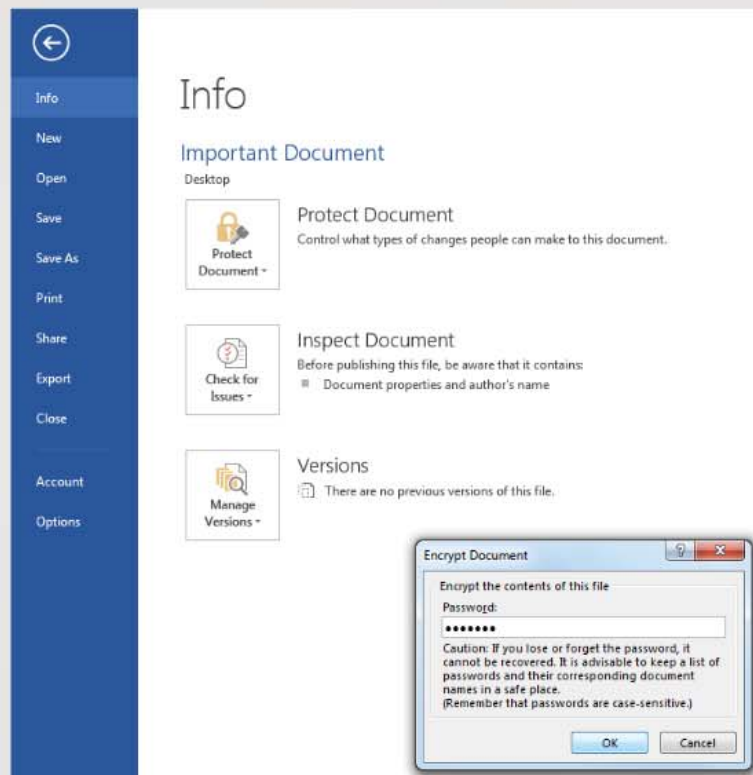 Info
New
Open
Save
Save As
Print
Share
Export
Close
Account
Options
Info
Important Document
Desktop
Protect
Document
Protect Document
Control what types of changes people can make to this document.
Check for
Issues
Inspect Document
Before publishing this file, be aware that it contains:
Document properties and author's name
Manage
Versions
Versions
There are no previous versions of this file.
Encrypt Document
Encrypt the contents of this file
Password:
Caution: If you lose or forget the password, it
cannot be recovered. It is advisable to keep a list of
passwords and their corresponding document
names in a safe place.
(Remember that passwords are case-sensitive.)
OK
Cancel